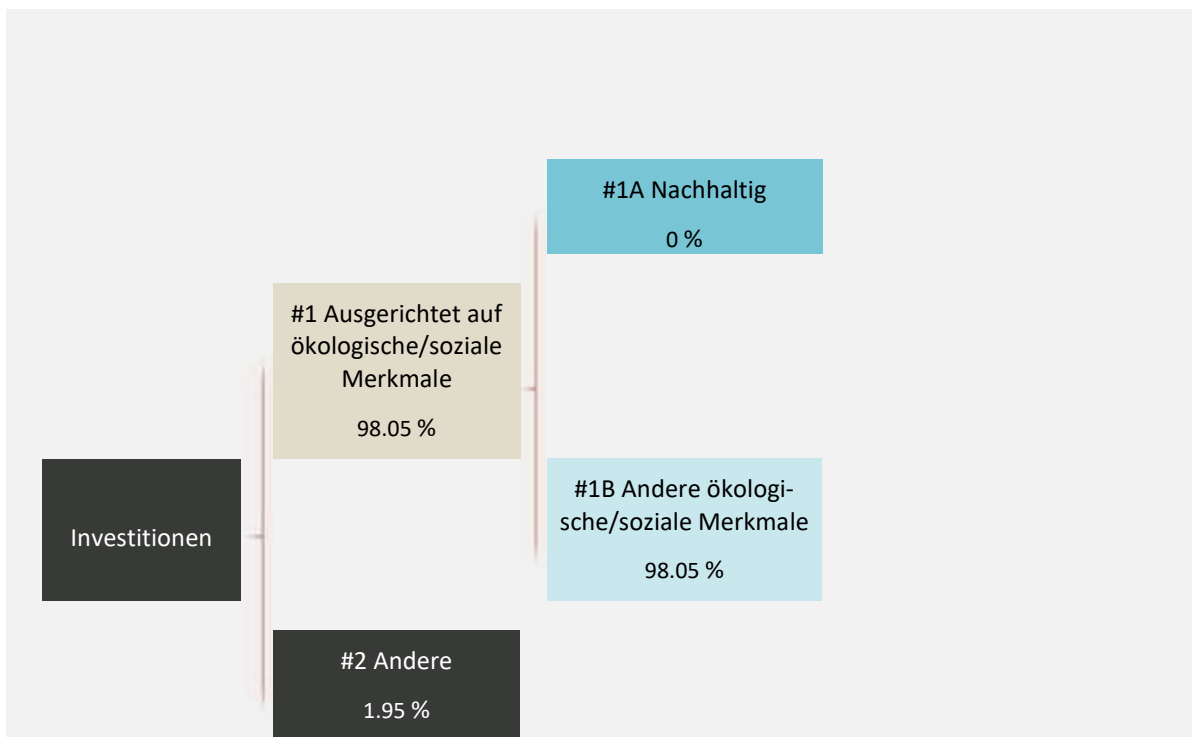 #1A Nachhaltig
0 %
#1 Ausgerichtet auf
ökologische/soziale
Merkmale
98.05 %
#1B Andere ökologi-
sche/soziale Merkmale
98.05 %
Investitionen
#2 Andere
1.95 %